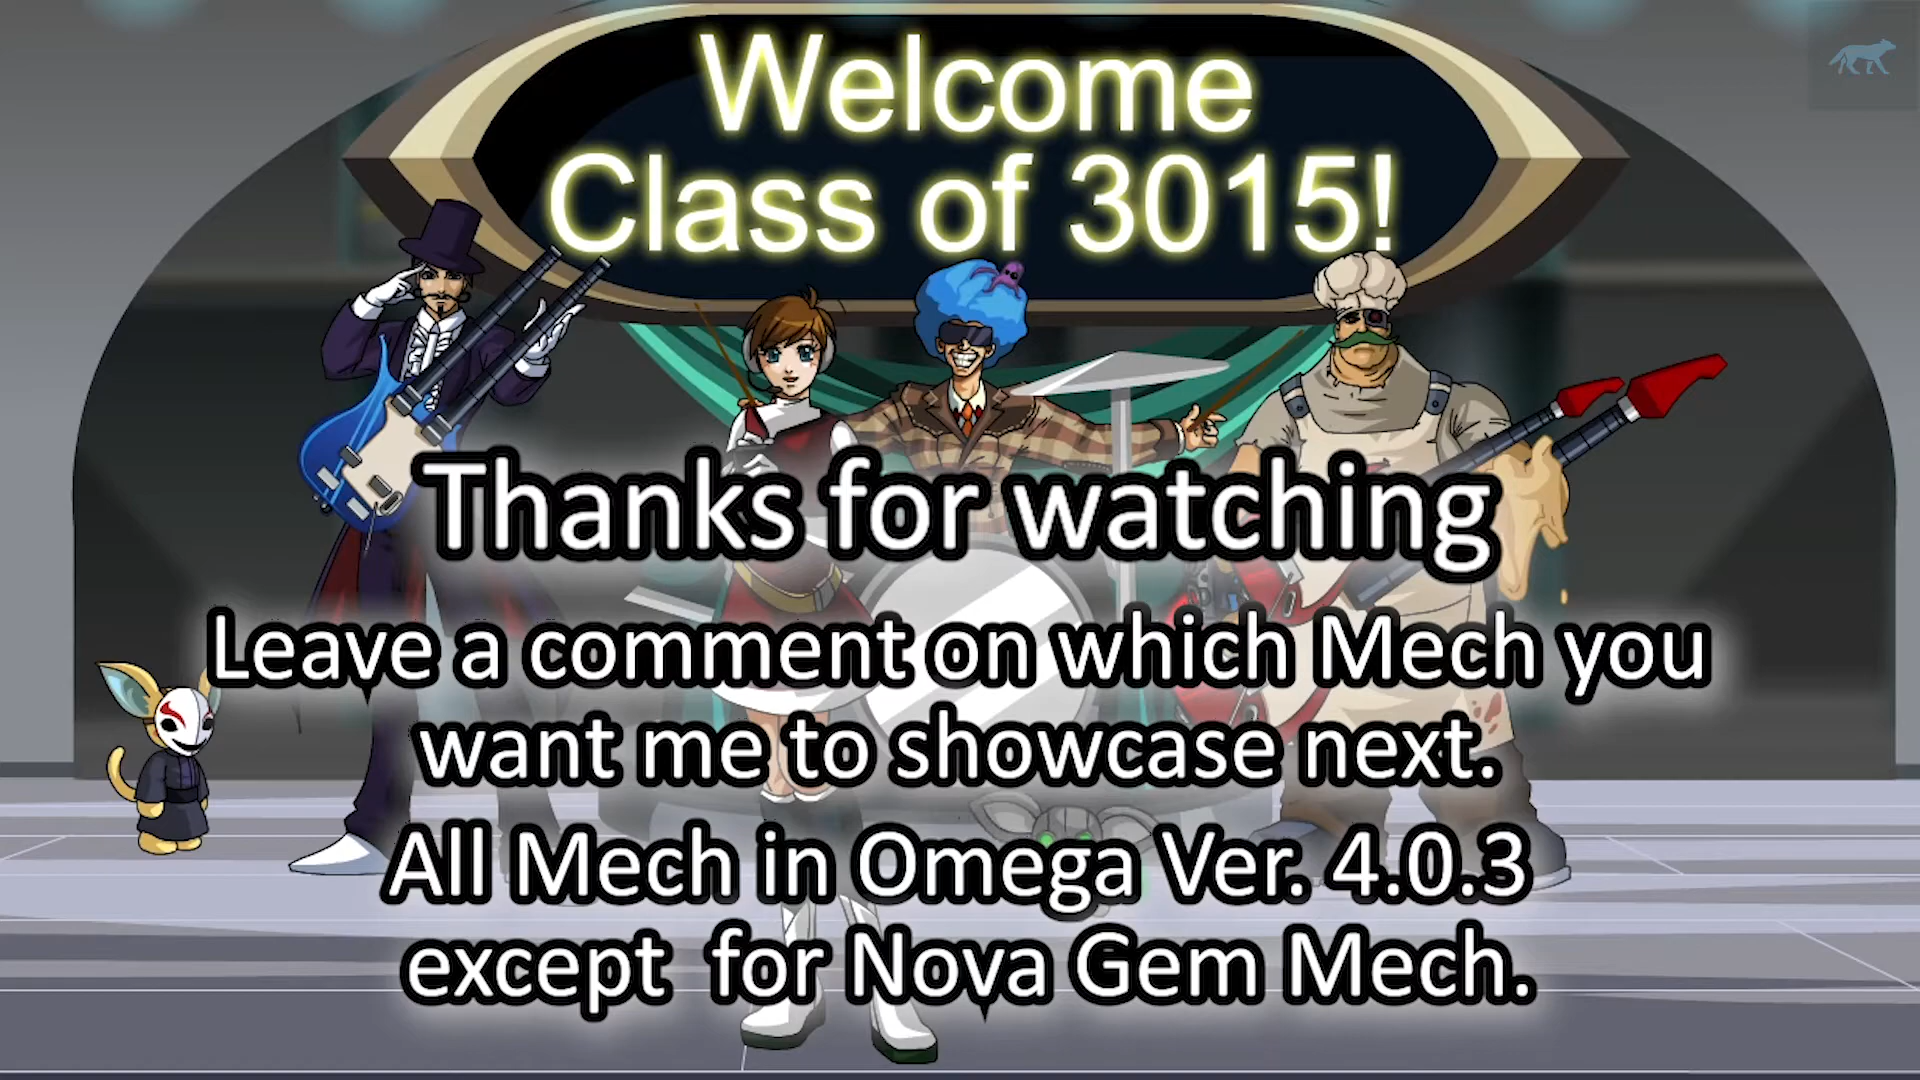 Welcome
Class of 3015!
Thanks for watching
Leave a comment on which Mech you
want me to showcase next.
All Mech in Omega Ver. 4.0.3
except  for Nova Gem Mech.